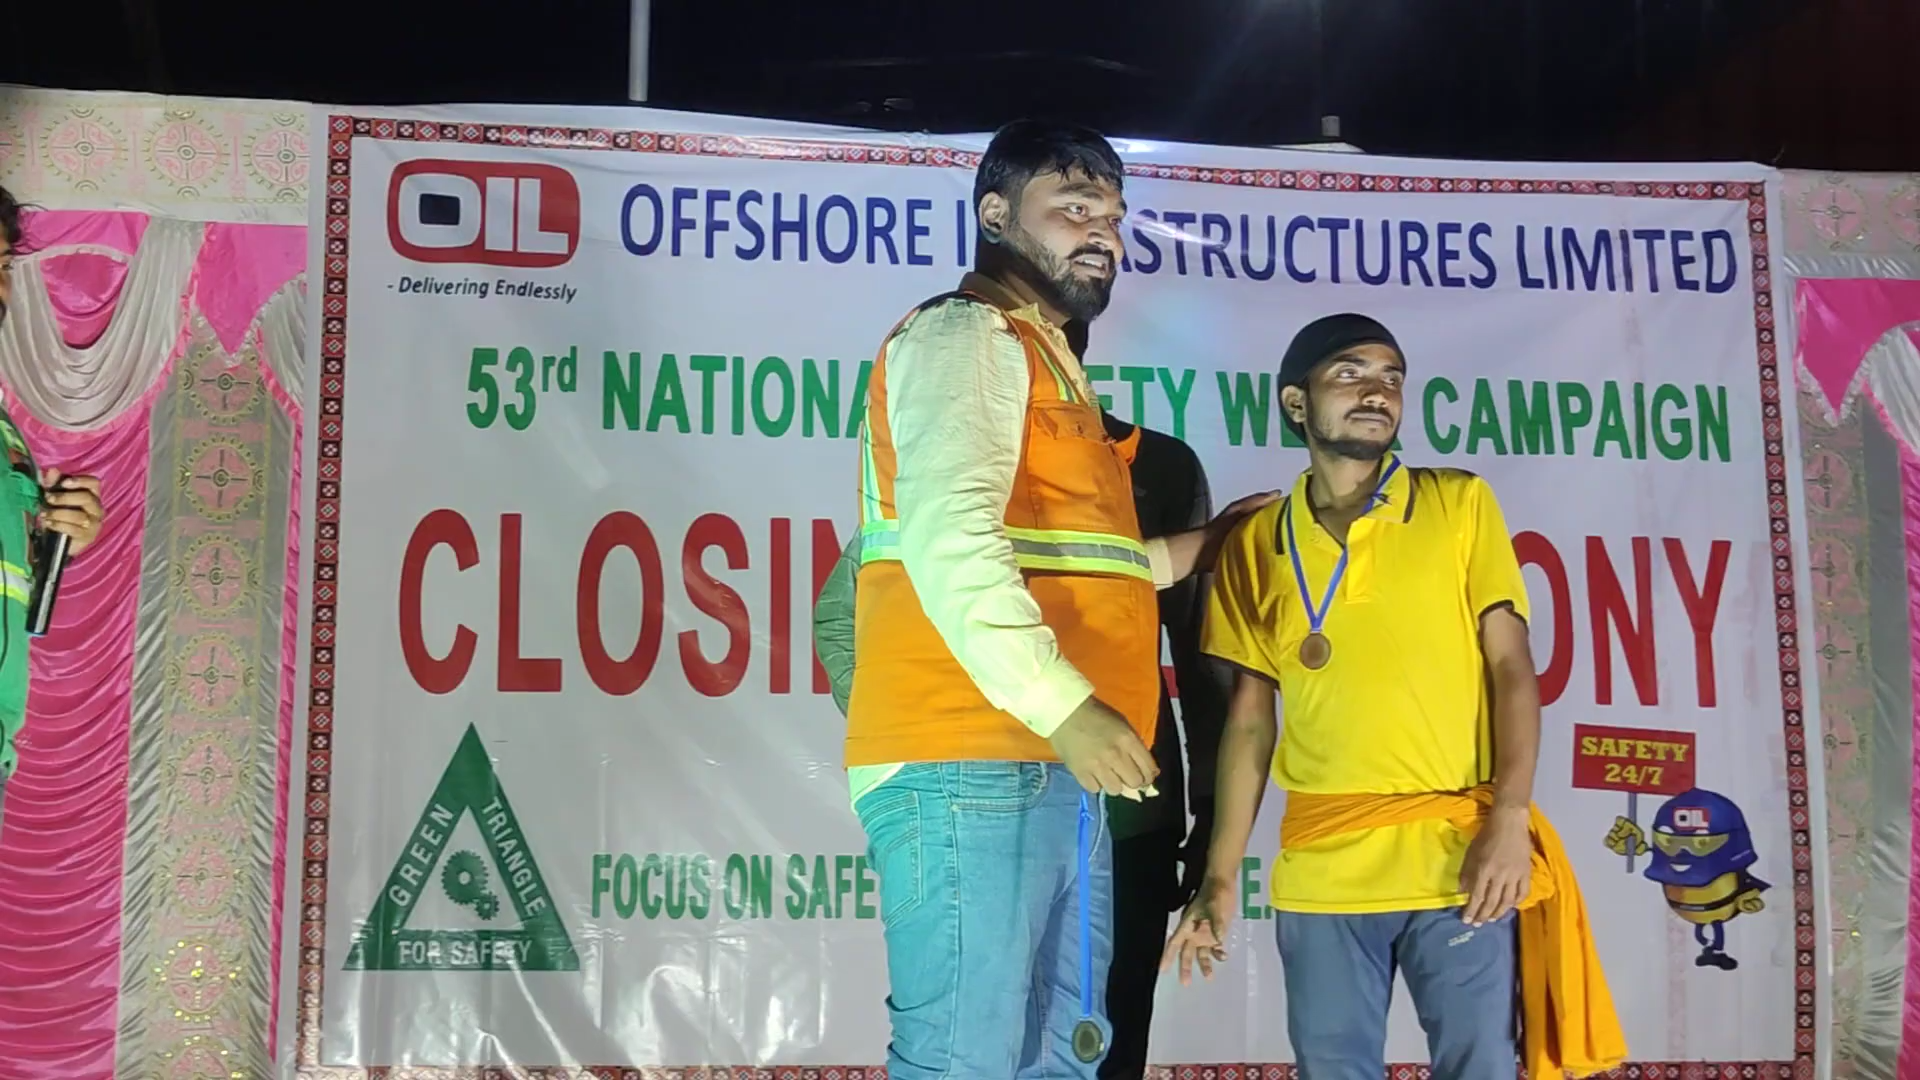 OIL
- Delivering Endlessly
OFFSHORE I ASTRUCTURES LIMITED
53rd NATIONA ETY WE CAMPAIGN
CLOSIN ONY
SAFETY
24/7
OIL
GREEN TRIANGLE
FOR SAFETY
FOCUS ON SAFE E.